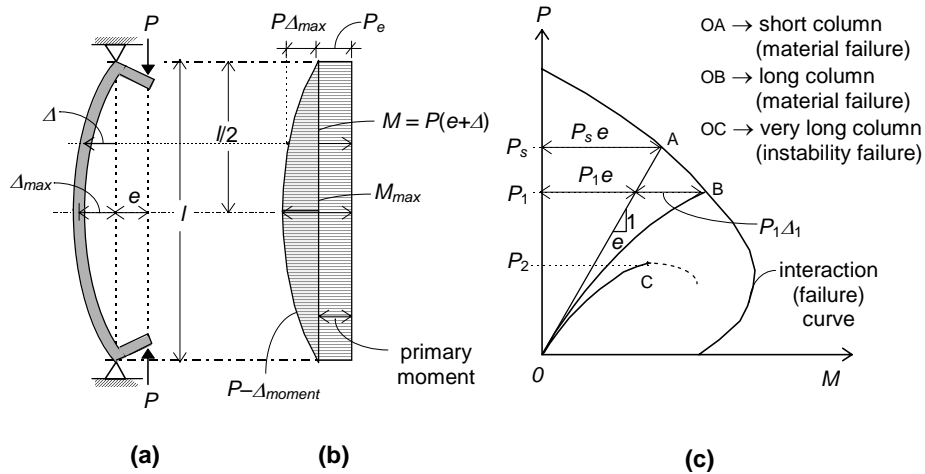 P
Δ
Δmax
e
l
P
(a)
PΔmax
Pe
l/2
M = P(e+Δ)
Mmax
primary
moment
P–Δmoment
(b)
P
OA → short column
(material failure)
OB → long column
(material failure)
OC → very long column
(instability failure)
Ps
Ps e
A
P1
P1 e
B
1
e
P1Δ1
P2
C
interaction
(failure)
curve
0
M
(c)